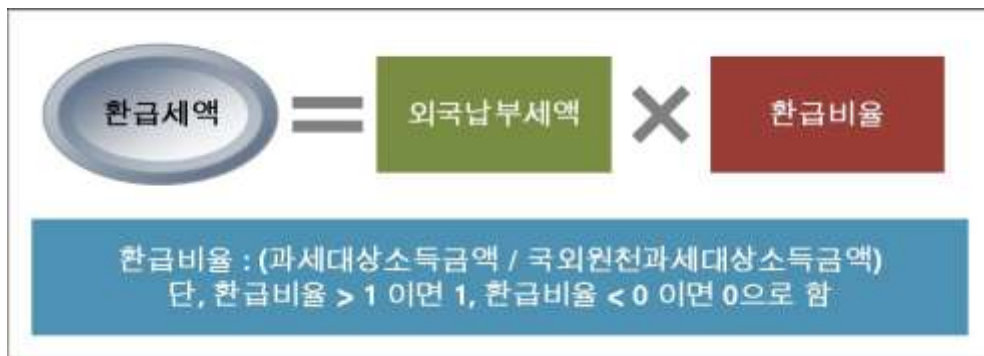 환급세액 = 외국납부세액 × 환급비율
환급비율 : (과세대상소득금액 / 국외원천과세대상소득금액)
단, 환급비율 > 1 이면 1, 환급비율 < 0 이면 0으로 함